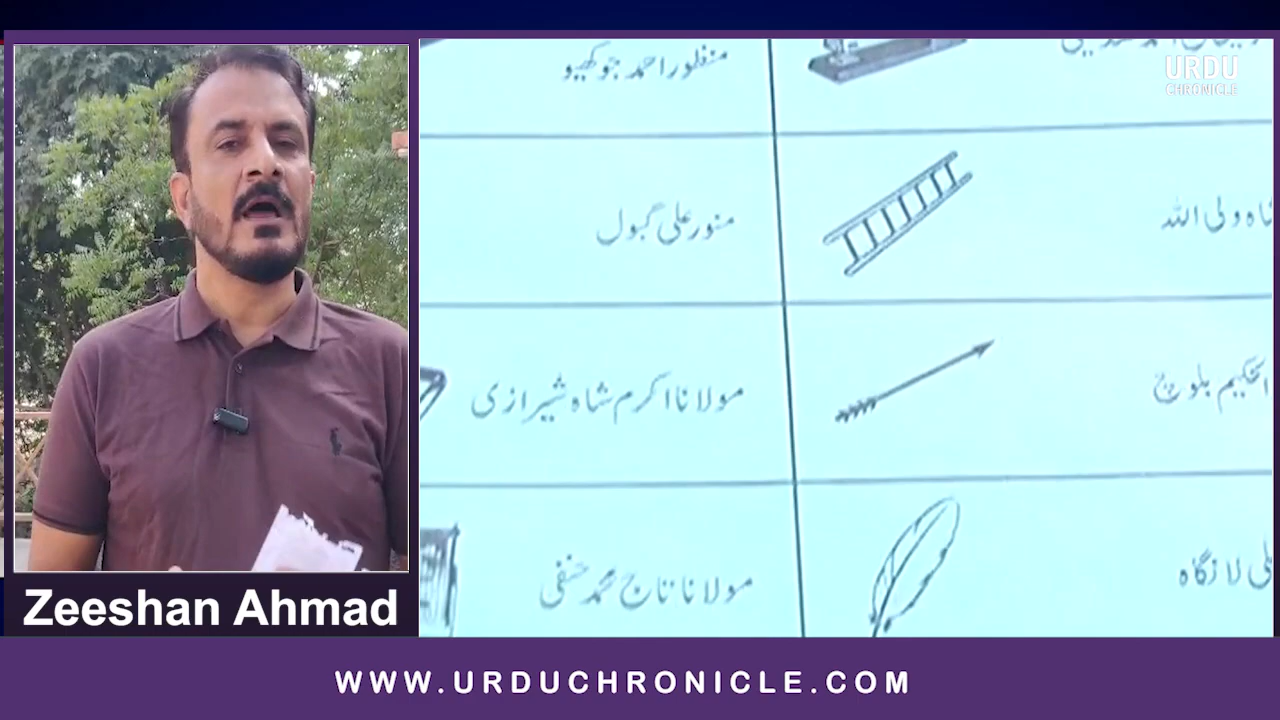 URDU
CHRONICLE
منظور احمد جوکھیو
منور علی گبول
ولی اللہ
مولانا اکرم شاہ شیرازی
الحکیم بلوچ
مولانا تاج محمد حنفی
لانگاہ
Zeeshan Ahmad
WWW.URDUCHRONICLE.COM